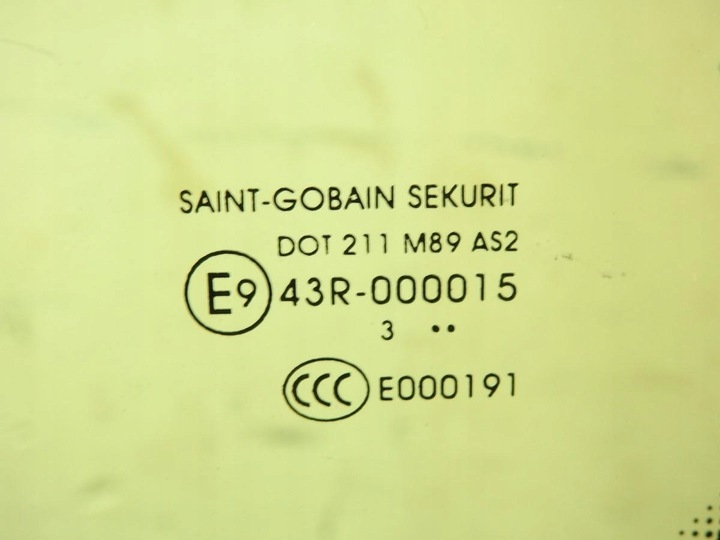 SAINT-GOBAIN SEKURIT
DOT 211 M89 AS2
E9 43R-000015
3 ••
CCC E000191